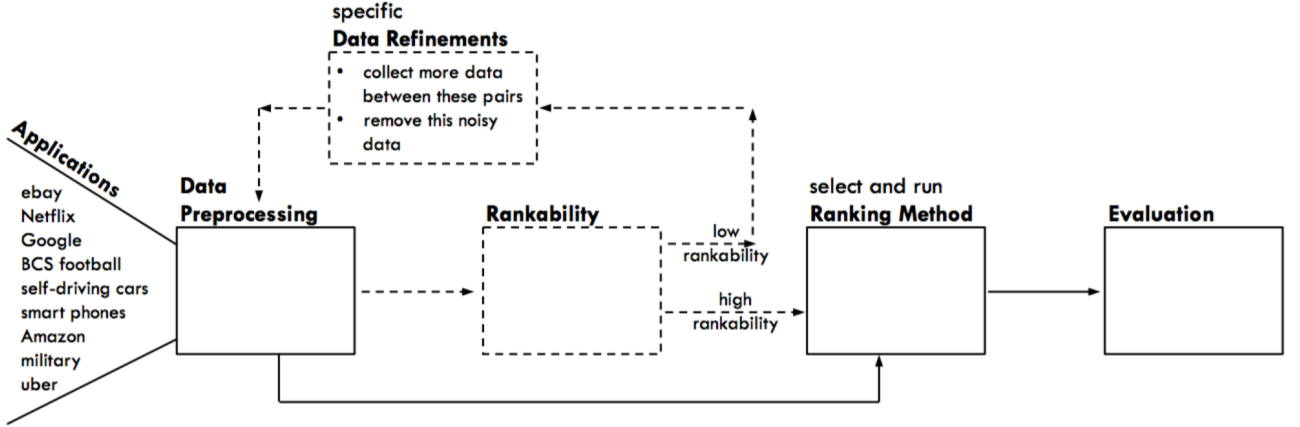 specific
Data Refinements
• collect more data
between these pairs
• remove this noisy
data
Applications
ebay
Netflix
Google
BCS football
self-driving cars
smart phones
Amazon
military
uber
Data
Preprocessing
Rankability
low
rankability
high
rankability
select and run
Ranking Method
Evaluation